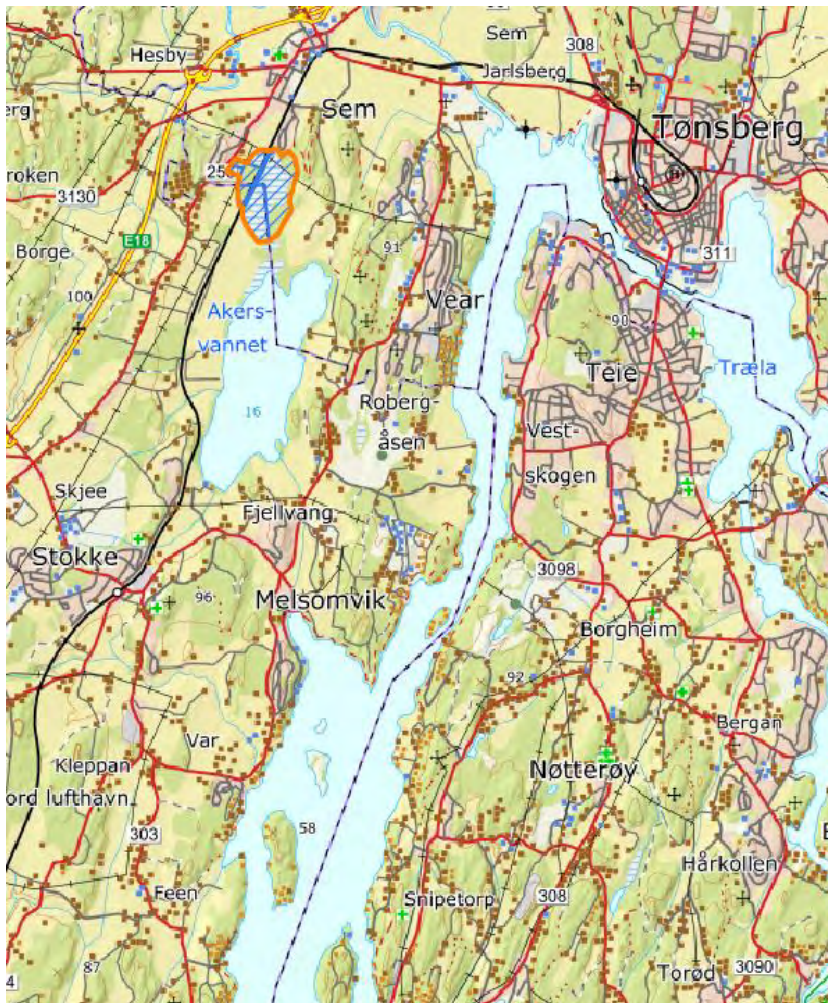 Sem
308
Hesby
Jarlsberg
Sem
Tønsberg
erg
25
roken
3130
E18
311
Borge
91
100
Akers-
vannet
Vear
90
Teie
Træla
16
Roberg-
åsen
Vest-
skogen
Skjee
Fjellvang
Stokke
3098
96
Melsomvik
Borgheim
92
Bergan
Var
Kleppan
Nøtterøy
ord lufthavn
58
303
Hårkollen
Feen
Snipetorp
308
4
87
Torød
3090